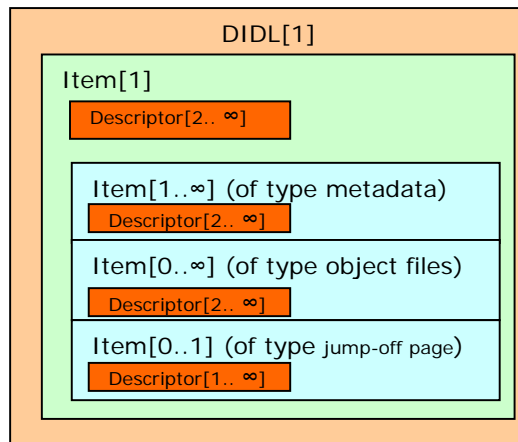 DIDL[1]
Item[1]
Descriptor[2.. ∞]
Item[1..∞] (of type metadata)
Descriptor[2.. ∞]
Item[0..∞] (of type object files)
Descriptor[2.. ∞]
Item[0..1] (of type jump-off page)
Descriptor[1.. ∞]